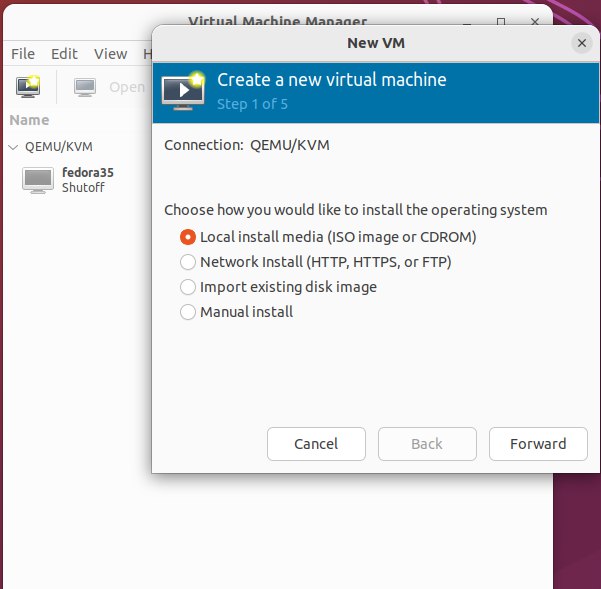 Virtual Machine Manager
File Edit View H
Open
Name
QEMU/KVM
fedora35
Shutoff
New VM
Create a new virtual machine
Step 1 of 5
Connection: QEMU/KVM
Choose how you would like to install the operating system
Local install media (ISO image or CDROM)
Network Install (HTTP, HTTPS, or FTP)
Import existing disk image
Manual install
Cancel Back Forward